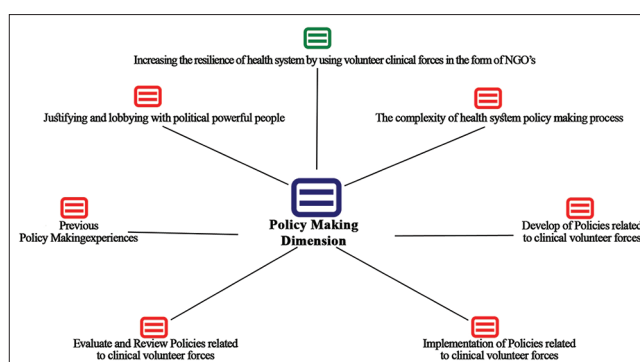 Increasing the resilience of health system by using volunteer clinical forces in the form of NGO's
Justifying and lobbying with political powerful people
The complexity of health system policy making process
Previous
Policy Makingexperiences
Policy Making
Dimension
Develop of Policies related
to clinical volunteer forces
Evaluate and Review Policies related
to clinical volunteer forces
Implementation of Policies related
to clinical volunteer forces